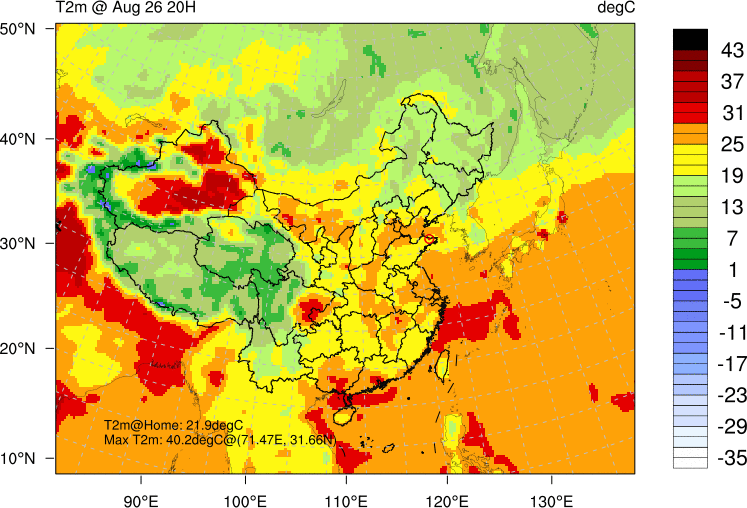 T2m @ Aug 26 20H degC
50°N
40°N
30°N
20°N
10°N
T2m@Home: 21.9degC
Max T2m: 40.2degC@(71.47E, 31.66N)
90°E 100°E 110°E 120°E 130°E
43
37
31
25
19
13
7
1
-5
-11
-17
-23
-29
-35